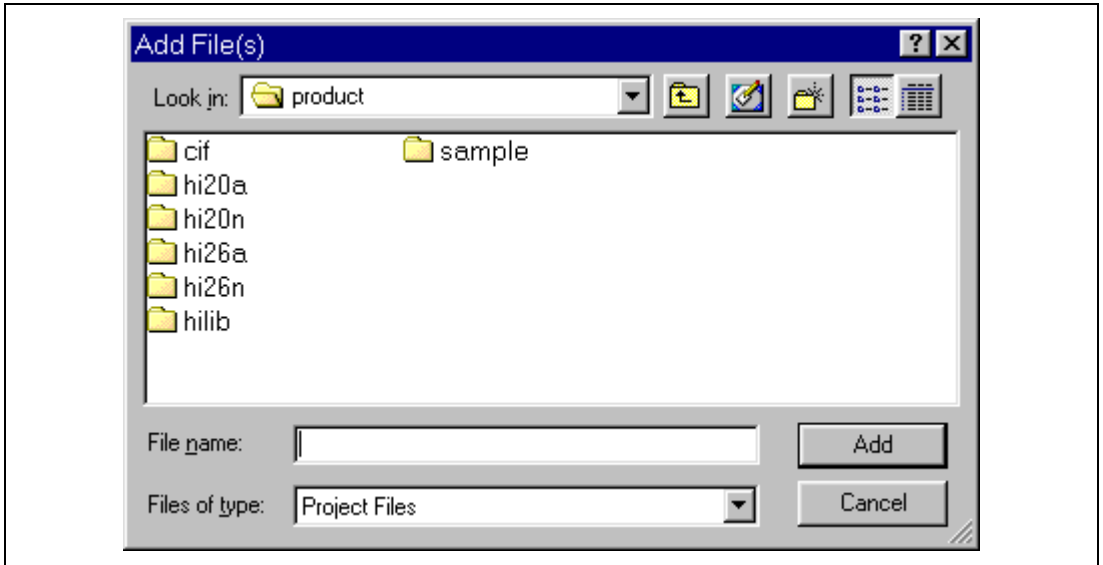 Add File(s)
Look in: product
cif sample
hi20a
hi20n
hi26a
hi26n
hilib
File name: Add
Files of type: Project Files Cancel